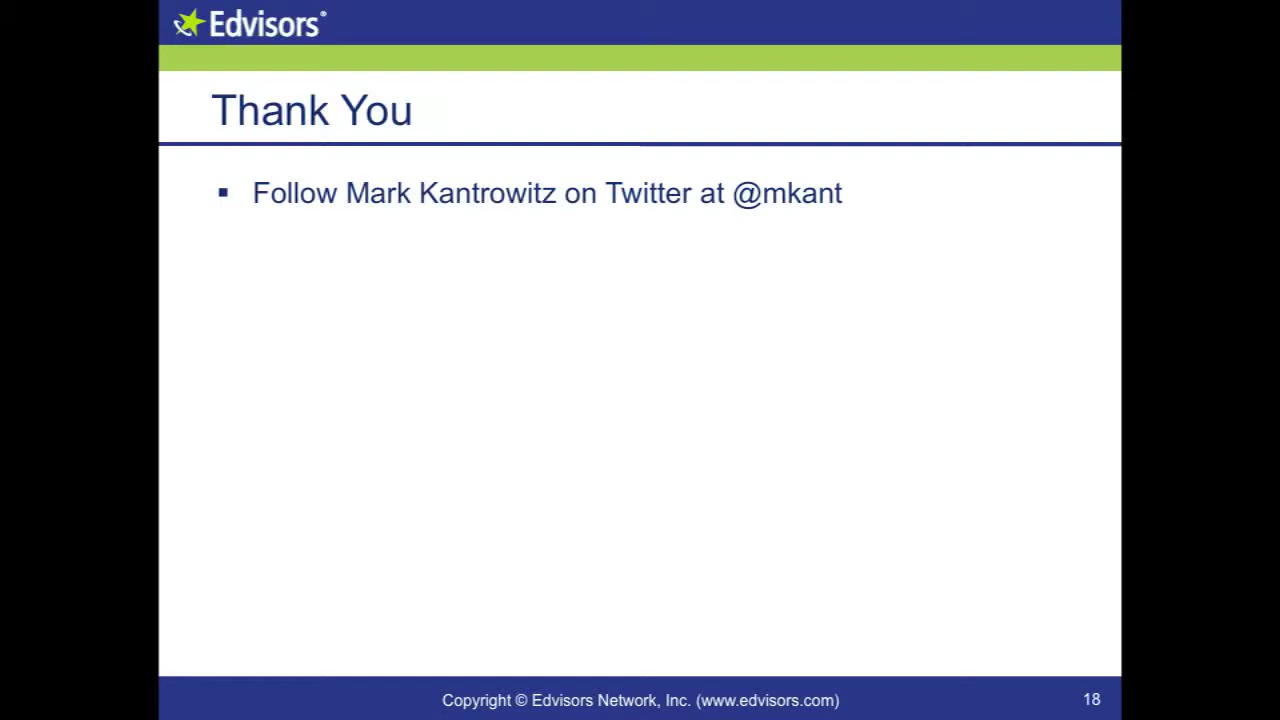 Edvisors®
Thank You
▪ Follow Mark Kantrowitz on Twitter at @mkant
Copyright © Edvisors Network, Inc. (www.edvisors.com)
18